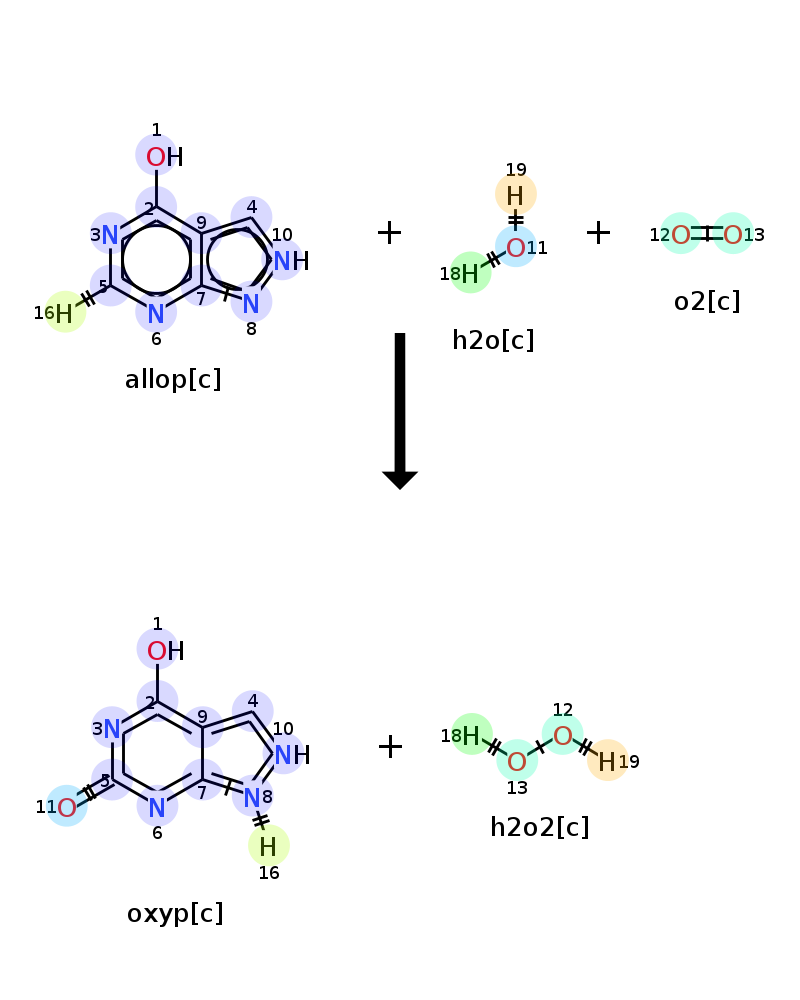 1
OH
2
3 N
9
4
10
NH
5
16 H
7
6
N
N
8
allop[c]
+
19
H
O 11
18 H
h2o[c]
+
12 O O 13
o2[c]
1
OH
2
3 N
9
4
10
NH
5
11 O
7
N
6
N 8
H
16
oxyp[c]
+
18 H
12
O
O
13
H 19
h2o2[c]